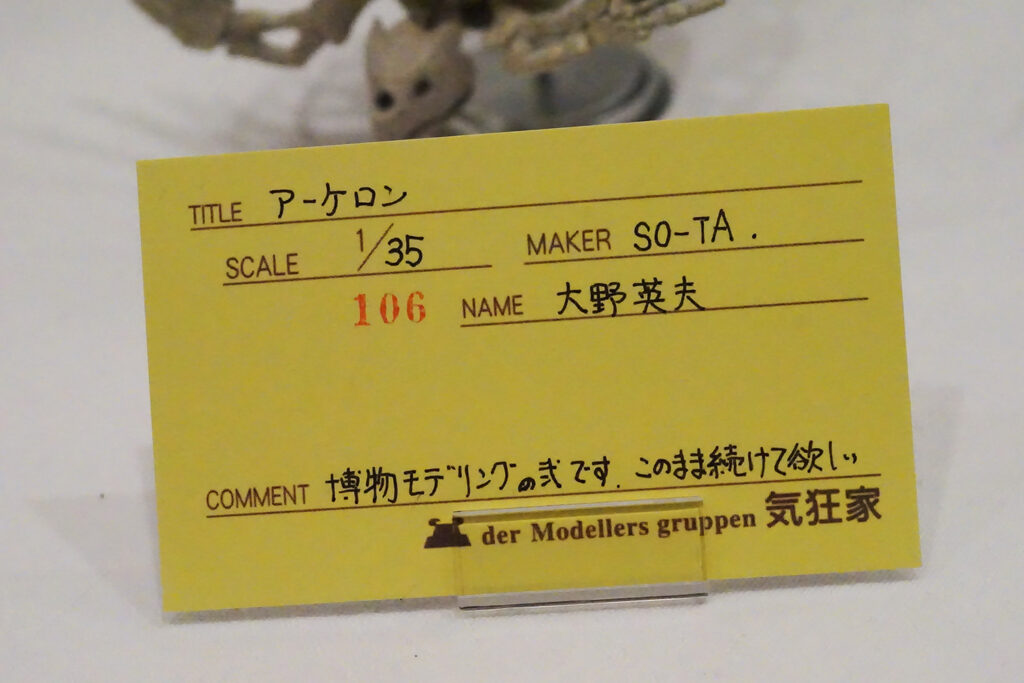 TITLE アーケロン
SCALE 1/35 MAKER SO-TA.
106 NAME 大野英夫
COMMENT 博物モデリングの弐です.このまま続けて欲しい
der Modellers gruppen 気狂家